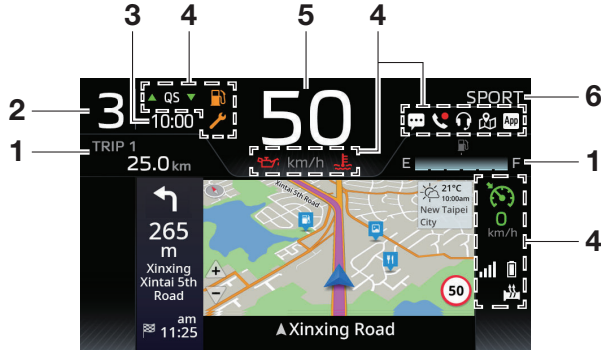 4
5
4
3
2
1
3
▲ QS ▼
10:00
TRIP 1
25.0 km
50
km/h
SPORT
App
E F
6
1
4
265
m
Xinxing
Xintai 5th
Road
am
11:25
Xintai 5th
Road
+
−
21°C
10:00am
New Taipei
City
50
Xinxing Road
0
km/h